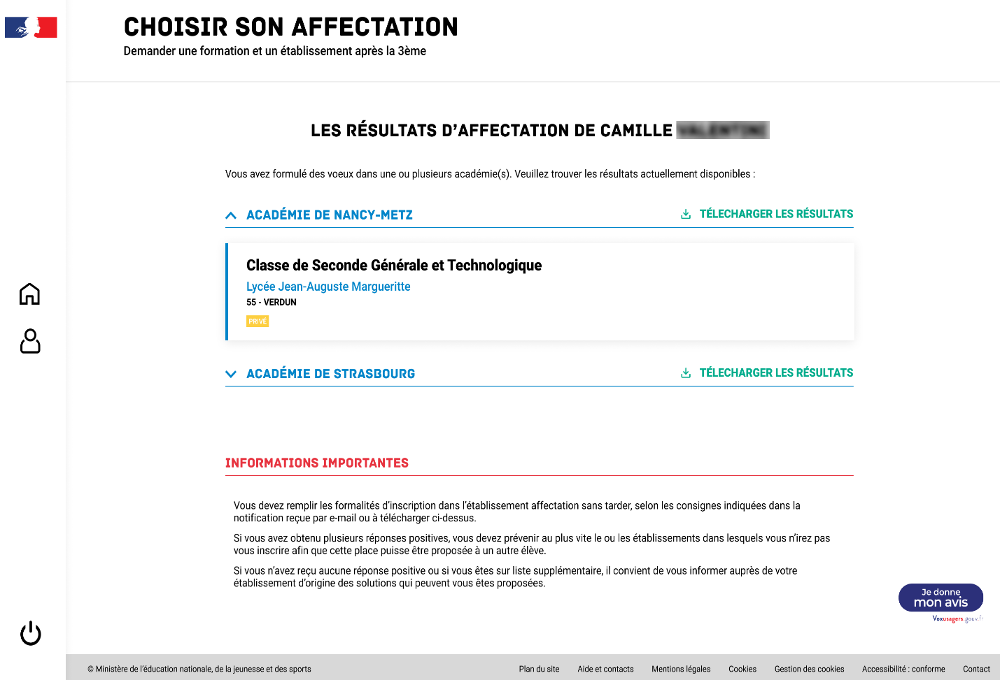 CHOISIR SON AFFECTATION
Demander une formation et un établissement après la 3ème
LES RÉSULTATS D'AFFECTATION DE CAMILLE
Vous avez formulé des voeux dans une ou plusieurs académie(s). Veuillez trouver les résultats actuellement disponibles :
ACADÉMIE DE NANCY-METZ
TÉLECHARGER LES RÉSULTATS
Classe de Seconde Générale et Technologique
Lycée Jean-Auguste Margueritte
55 - VERDUN
PRIVÉ
ACADÉMIE DE STRASBOURG
TÉLECHARGER LES RÉSULTATS
INFORMATIONS IMPORTANTES
Vous devez remplir les formalités d'inscription dans l'établissement affectation sans tarder, selon les consignes indiquées dans la
notification reçue par e-mail ou à télécharger ci-dessus.
Si vous avez obtenu plusieurs réponses positives, vous devez prévenir au plus vite le ou les établissements dans lesquels vous n'irez pas
vous inscrire afin que cette place puisse être proposée à un autre élève.
Si vous n'avez reçu aucune réponse positive ou si vous êtes sur liste supplémentaire, il convient de vous informer auprès de votre
établissement d'origine des solutions qui peuvent vous êtes proposées.
Je donne
mon avis
Voxusagers.gouv.fr
© Ministère de l'éducation nationale, de la jeunesse et des sports
Plan du site
Aide et contacts
Mentions légales
Cookies
Gestion des cookies
Accessibilité : conforme
Contact